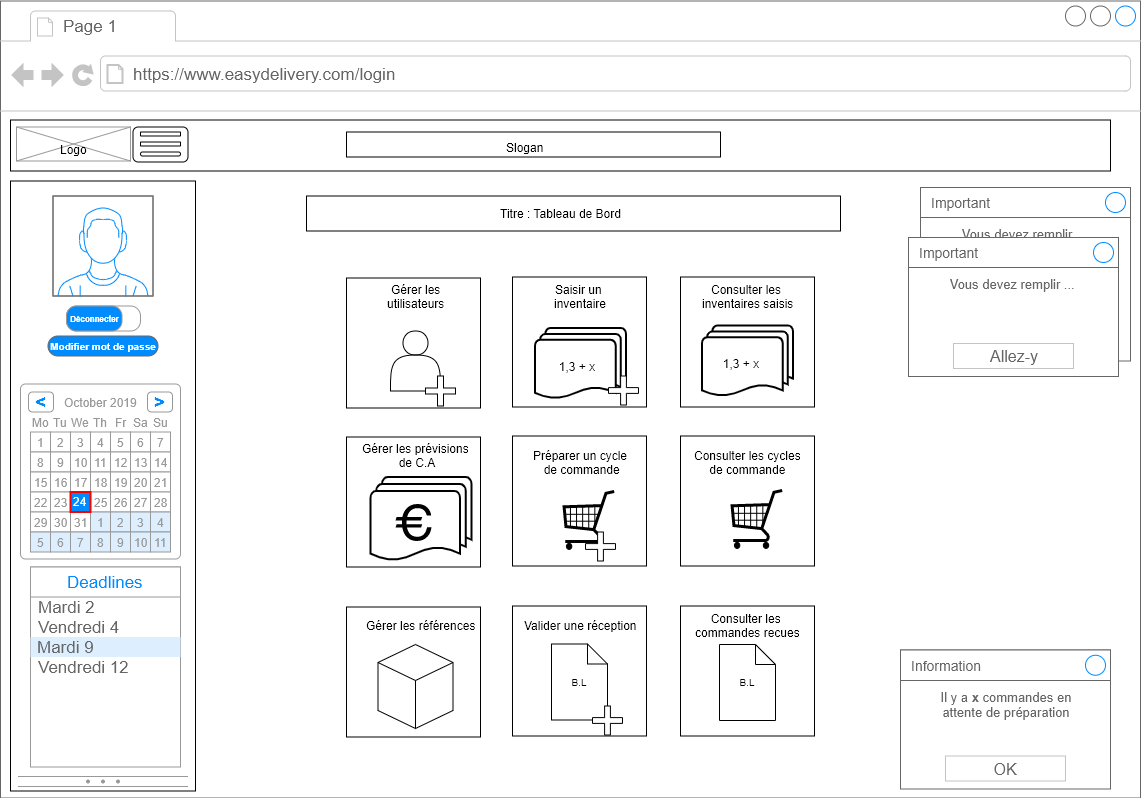 Page 1
https://www.easydelivery.com/login
Logo
Slogan
Titre : Tableau de Bord
Déconnecter
Modifier mot de passe
< October 2019 >
Mo Tu We Th Fr Sa Su
1 2 3 4 5 6 7
8 9 10 11 12 13 14
15 16 17 18 19 20 21
22 23 24 25 26 27 28
29 30 31 1 2 3 4
5 6 7 8 9 10 11
Deadlines
Mardi 2
Vendredi 4
Mardi 9
Vendredi 12
Gérer les
utilisateurs
Saisir un
inventaire
1,3 + x
Consulter les
inventaires saisis
1,3 + x
Gérer les prévisions
de C.A
€
Préparer un cycle
de commande
Consulter les cycles
de commande
Gérer les références
Valider une réception
B.L
Consulter les
commandes recues
B.L
Important
Vous devez remplir
Important
Vous devez remplir ...
Allez-y
Information
Il y a x commandes en
attente de préparation
OK